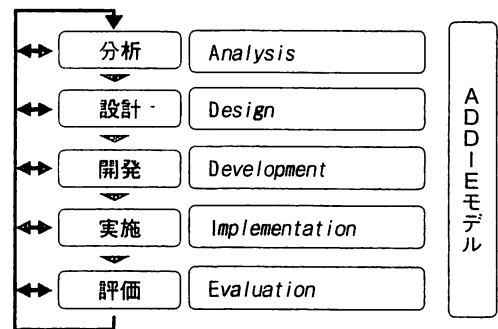 分析 Analysis
設計 Design
開発 Development
実施 Implementation
評価 Evaluation
ADDIEモデル